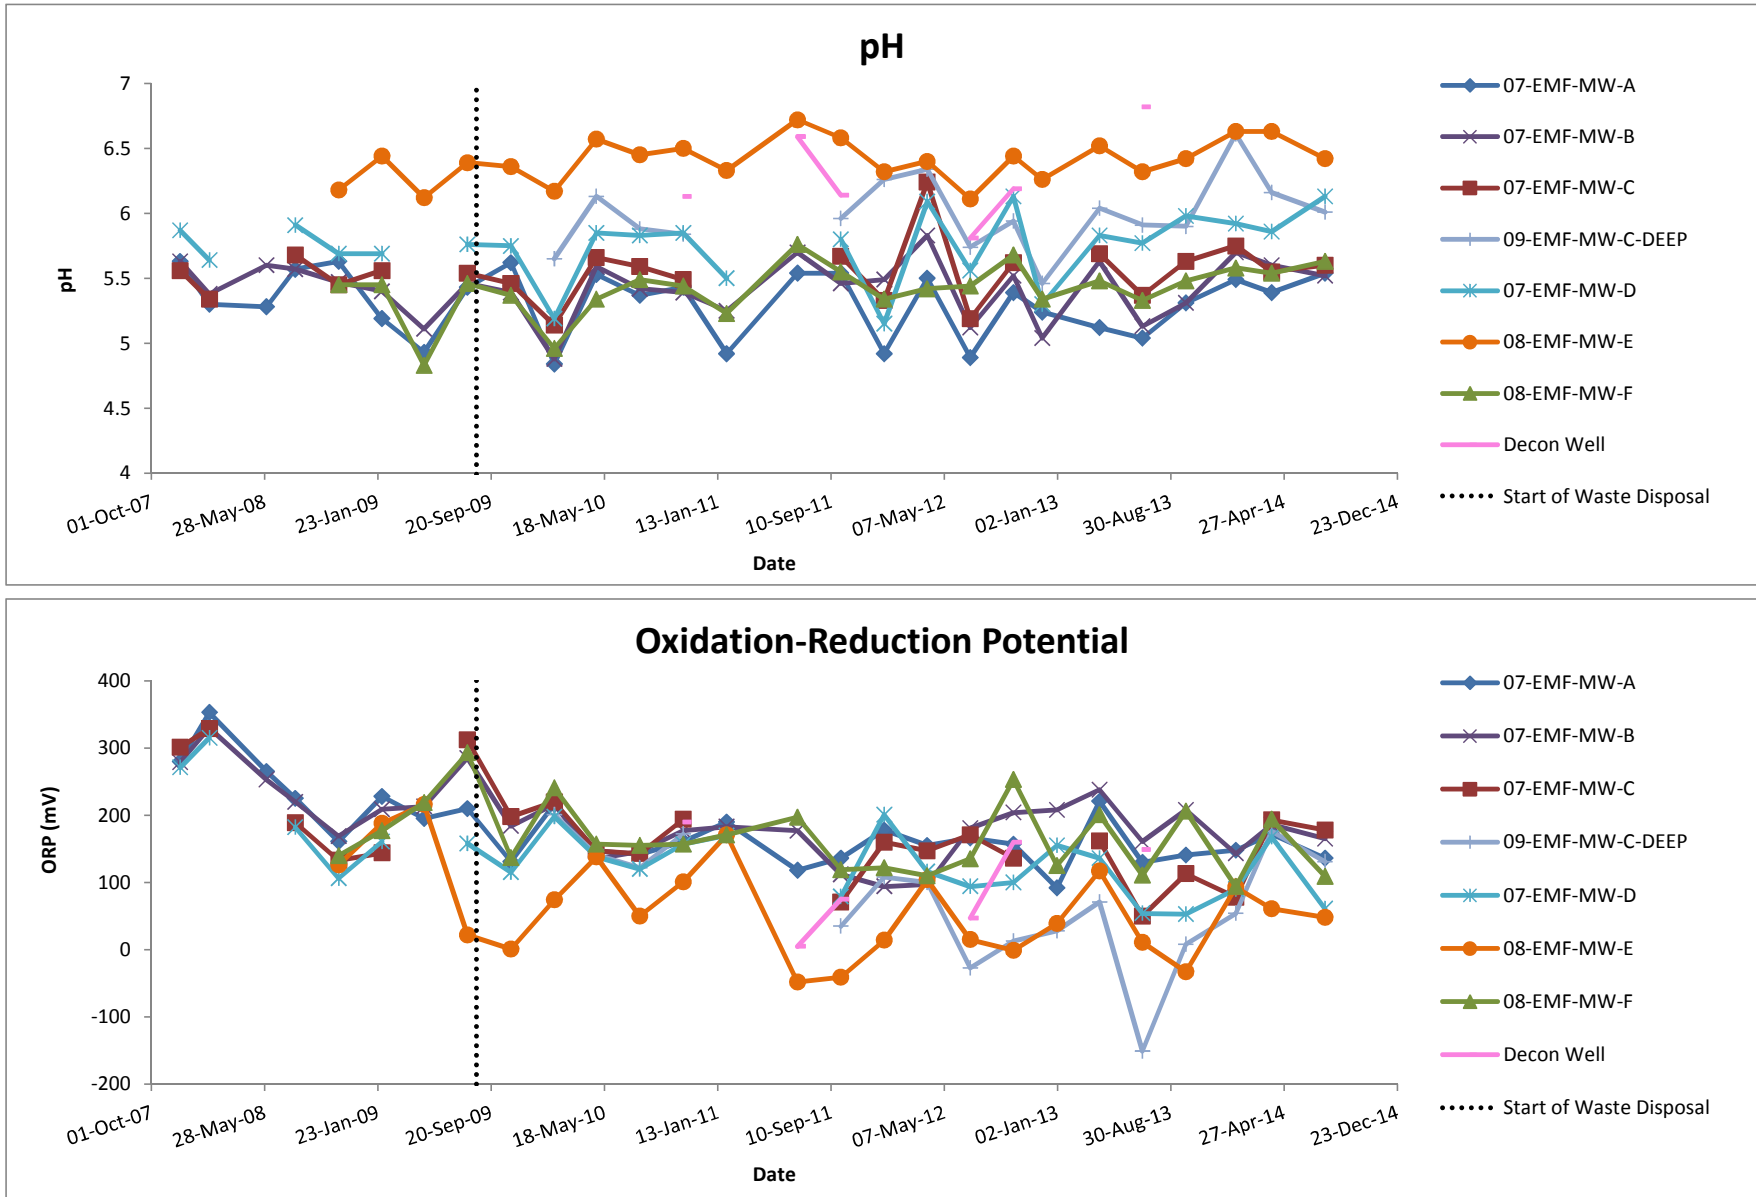 pH
7
6.5
6
5.5
5
4.5
4
pH
01-Oct-07
28-May-08
23-Jan-09
20-Sep-09
18-May-10
13-Jan-11
10-Sep-11
07-May-12
02-Jan-13
30-Aug-13
27-Apr-14
23-Dec-14
Date
07-EMF-MW-A
07-EMF-MW-B
07-EMF-MW-C
09-EMF-MW-C-DEEP
07-EMF-MW-D
08-EMF-MW-E
08-EMF-MW-F
Decon Well
Start of Waste Disposal
Oxidation-Reduction Potential
400
300
200
100
0
-100
-200
ORP (mV)
01-Oct-07
28-May-08
23-Jan-09
20-Sep-09
18-May-10
13-Jan-11
10-Sep-11
07-May-12
02-Jan-13
30-Aug-13
27-Apr-14
23-Dec-14
Date
07-EMF-MW-A
07-EMF-MW-B
07-EMF-MW-C
09-EMF-MW-C-DEEP
07-EMF-MW-D
08-EMF-MW-E
08-EMF-MW-F
Decon Well
Start of Waste Disposal